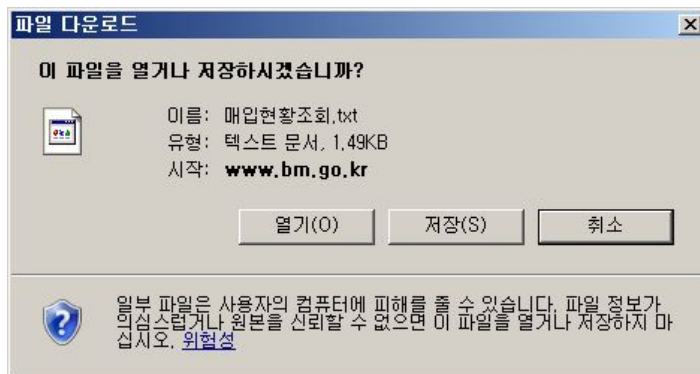 파일 다운로드
이 파일을 열거나 저장하시겠습니까?
이름: 매입현황조회.txt
유형: 텍스트 문서, 1.49KB
시작: www.bm.go.kr
열기(O) 저장(S) 취소
일부 파일은 사용자의 컴퓨터에 피해를 줄 수 있습니다. 파일 정보가
의심스럽거나 원본을 신뢰할 수 없으면 이 파일을 열거나 저장하지 마
십시오. 위험성